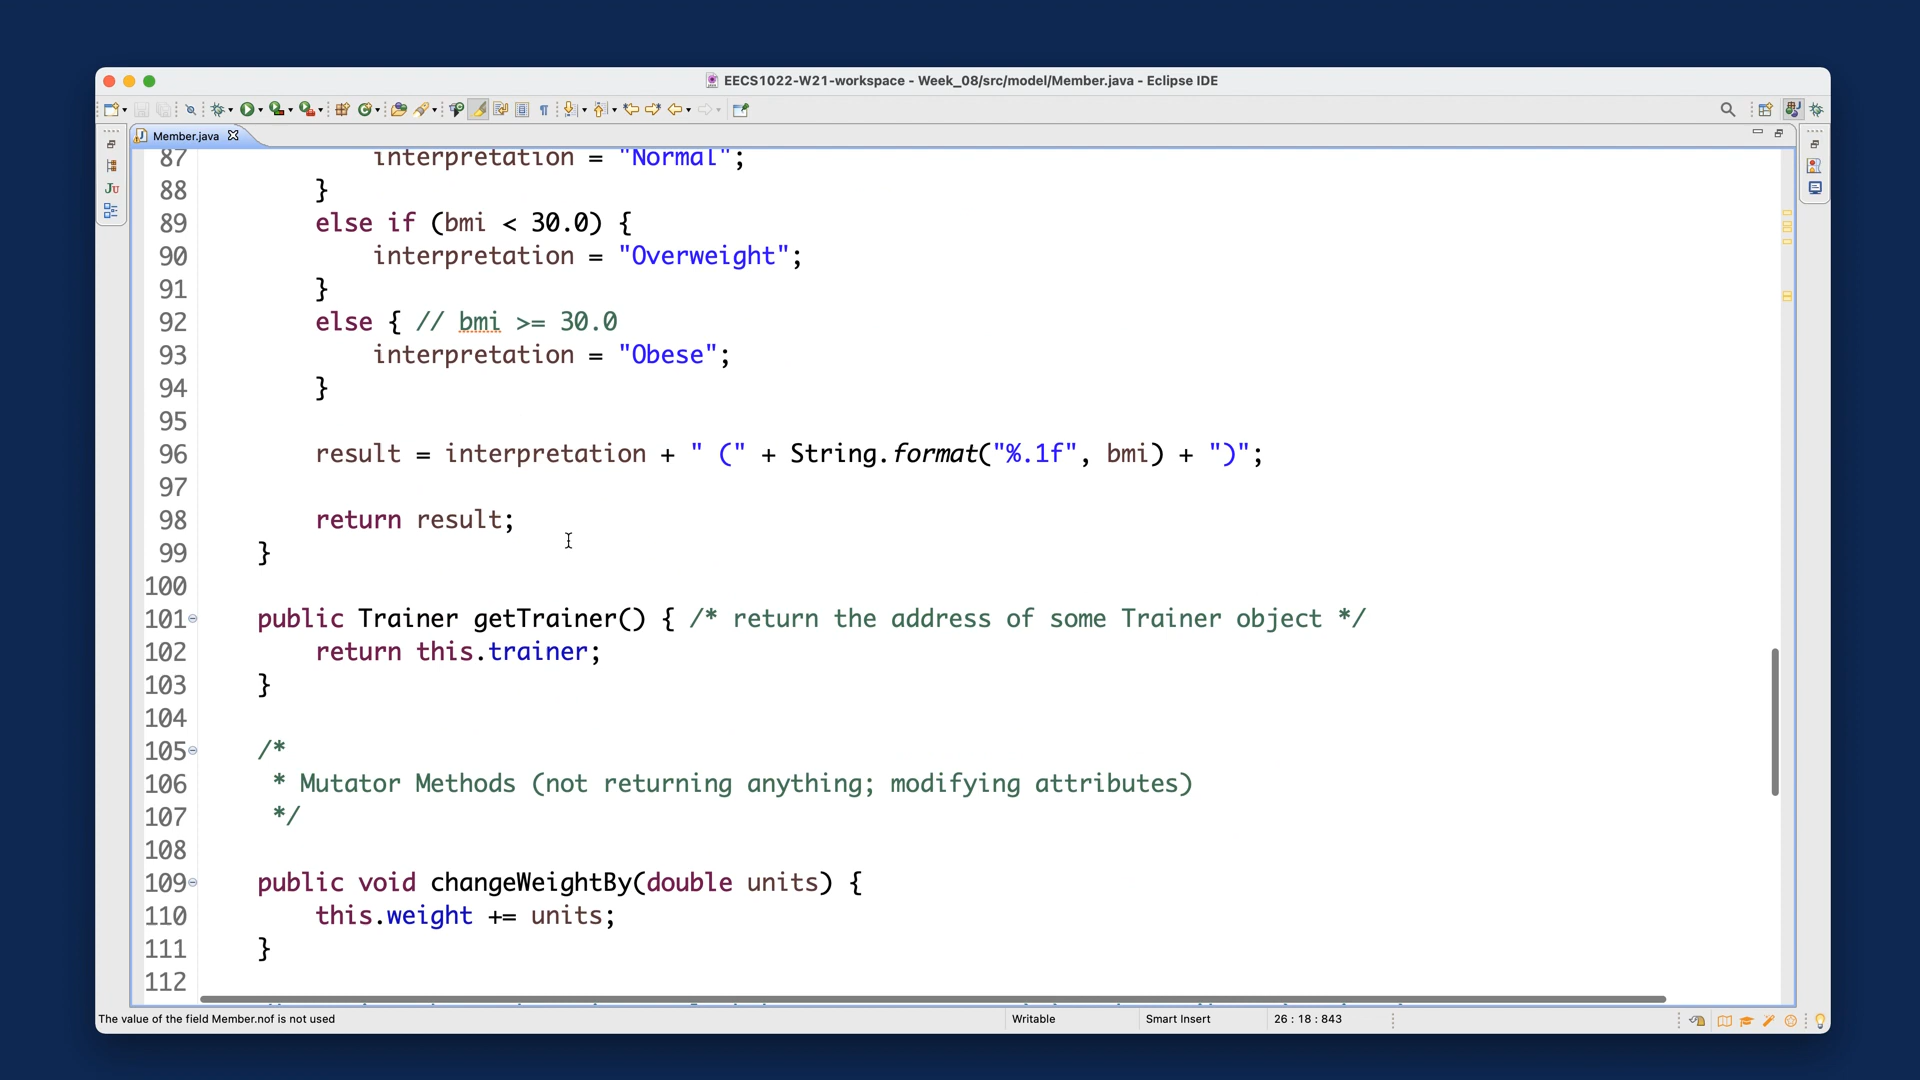 EECS1022-W21-workspace - Week_08/src/model/Member.java - Eclipse IDE
Member.java
87 interpretation = "Normal";
88 }
89 else if (bmi < 30.0) {
90 interpretation = "Overweight";
91 }
92 else { // bmi >= 30.0
93 interpretation = "Obese";
94 }
95
96 result = interpretation + " (" + String.format("%.1f", bmi) + ")";
97
98 return result;
99 }
100
101 public Trainer getTrainer() { /* return the address of some Trainer object */
102 return this.trainer;
103 }
104
105 /*
106 * Mutator Methods (not returning anything; modifying attributes)
107 */
108
109 public void changeWeightBy(double units) {
110 this.weight += units;
111 }
112
The value of the field Member.nof is not used
Writable
Smart Insert
26 : 18 : 843